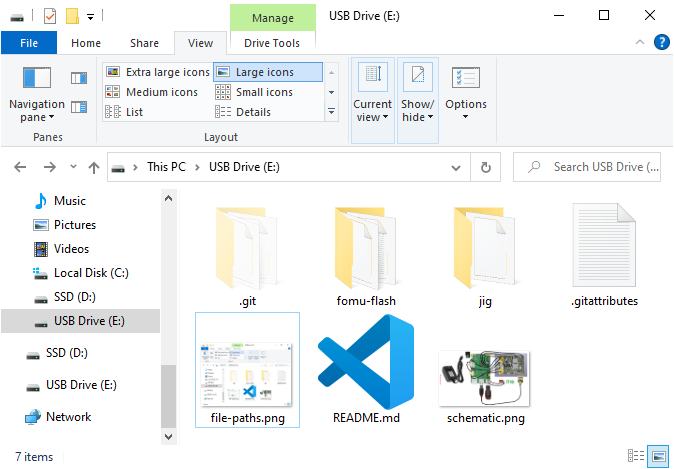 Manage
USB Drive (E:)
File
Home
Share
View
Drive Tools
Navigation
pane
Extra large icons
Large icons
Medium icons
Small icons
List
Details
Current
view
Show/
hide
Options
Panes
Layout
This PC
USB Drive (E:)
Search USB Drive (...
Music
Pictures
Videos
Local Disk (C:)
SSD (D:)
USB Drive (E:)
SSD (D:)
USB Drive (E:)
Network
.git
fomu-flash
jig
.gitattributes
file-paths.png
README.md
schematic.png
7 items